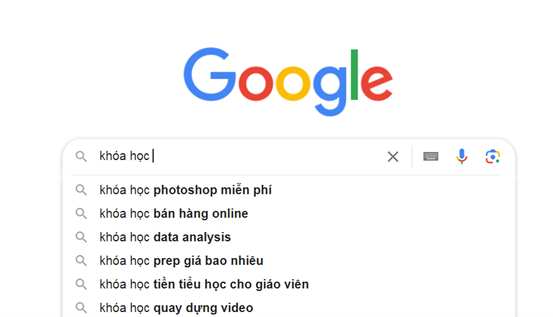 Google
khóa học
khóa học photoshop miễn phí
khóa học bán hàng online
khóa học data analysis
khóa học prep giá bao nhiêu
khóa học tiền tiểu học cho giáo viên
khóa học quay dựng video